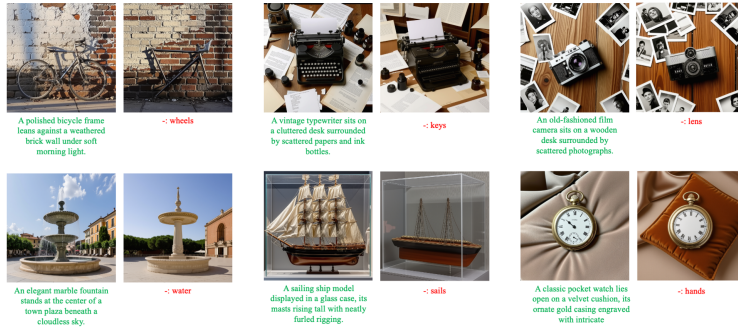 A polished bicycle frame
leans against a weathered
brick wall under soft
morning light.
-: wheels
A vintage typewriter sits on
a cluttered desk surrounded
by scattered papers and ink
bottles.
-: keys
An old-fashioned film
camera sits on a wooden
desk surrounded by
scattered photographs.
-: lens
An elegant marble fountain
stands at the center of a
town plaza beneath a
cloudless sky.
-: water
A sailing ship model
displayed in a glass case, its
masts rising tall with neatly
furled rigging.
-: sails
A classic pocket watch lies
open on a velvet cushion, its
ornate gold casing engraved
with intricate
-: hands